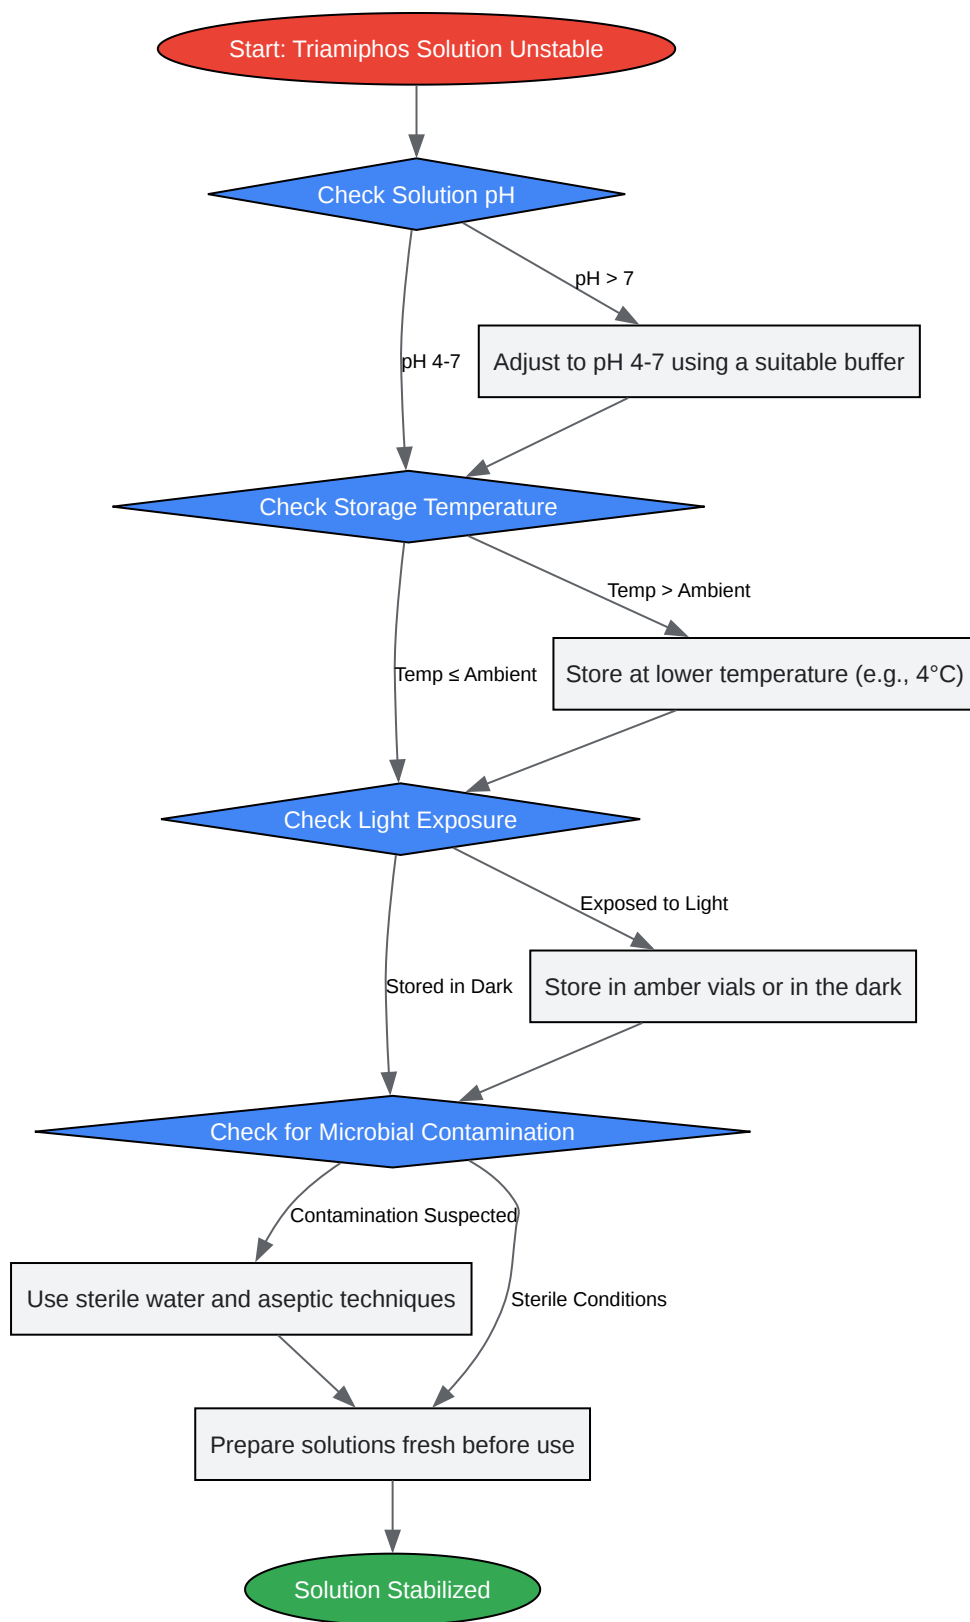 Start: Triamiphos Solution Unstable
Check Solution pH
pH > 7
pH 4-7
Adjust to pH 4-7 using a suitable buffer
Check Storage Temperature
Temp > Ambient
Temp ≤ Ambient
Store at lower temperature (e.g., 4°C)
Check Light Exposure
Exposed to Light
Stored in Dark
Store in amber vials or in the dark
Check for Microbial Contamination
Contamination Suspected
Use sterile water and aseptic techniques
Sterile Conditions
Prepare solutions fresh before use
Solution Stabilized